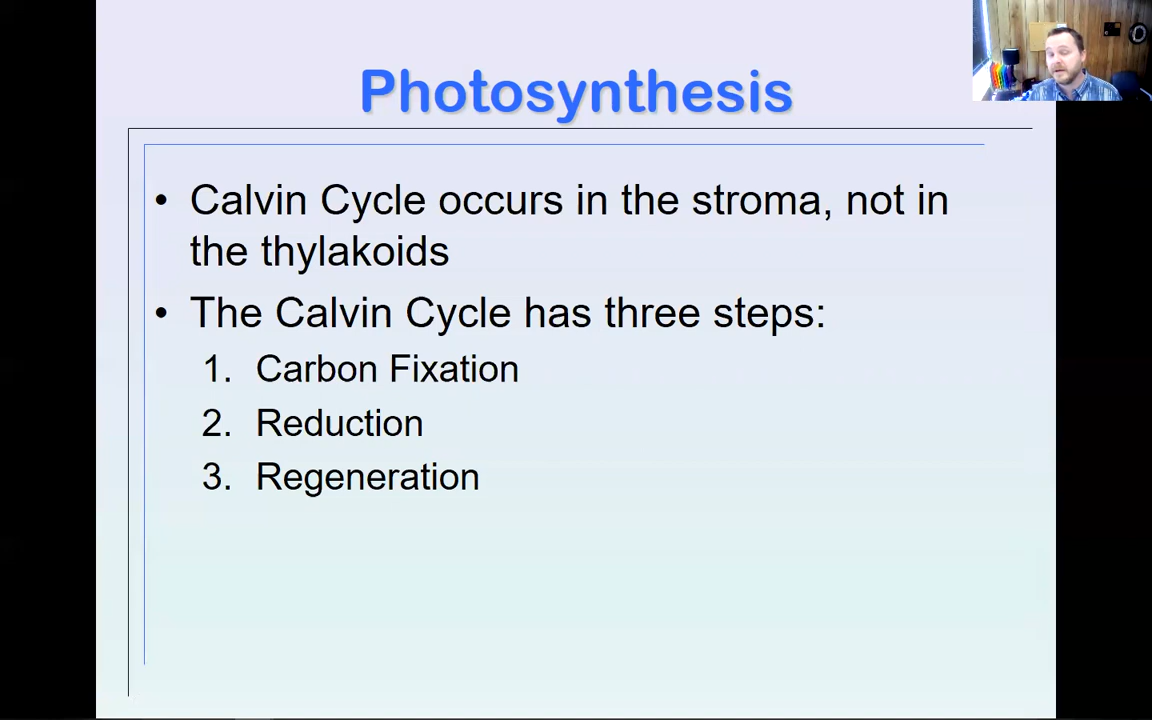 Photosynthesis
• Calvin Cycle occurs in the stroma, not in
the thylakoids
• The Calvin Cycle has three steps:
1. Carbon Fixation
2. Reduction
3. Regeneration